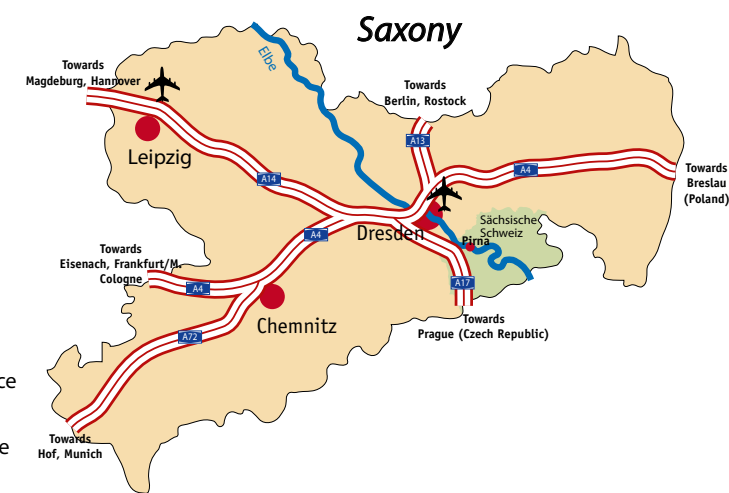 Saxony
Towards
Magdeburg, Hannover
Elbe
Towards
Berlin, Rostock
A13
Leipzig
A14
A4
Towards
Breslau
(Poland)
Sächsische
Schweiz
Pirna
Dresden
A4
Towards
Eisenach, Frankfurt/M.
Cologne
A4
A17
Chemnitz
Towards
Prague (Czech Republic)
A72
ce
Towards
Hof, Munich
e